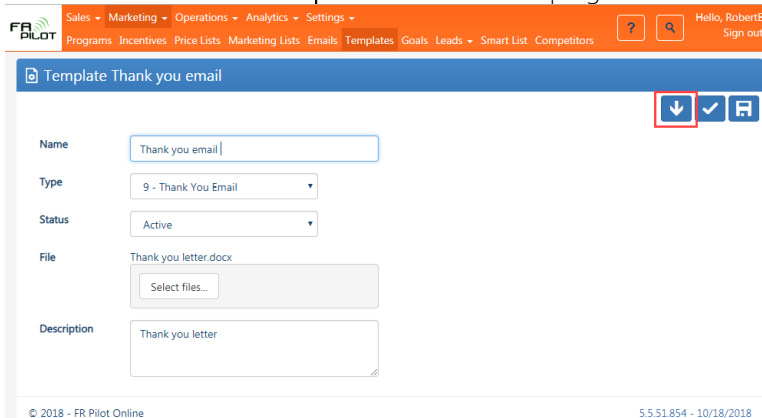 FR PILOT
Sales Marketing Operations Analytics Settings
Programs Incentives Price Lists Marketing Lists Emails Templates Goals Leads Smart List Competitors
?
Hello, RobertB
Sign out
Template Thank you email
Name
Thank you email
Type
9 - Thank You Email
Status
Active
File
Thank you letter.docx
Select files...
Description
Thank you letter
© 2018 - FR Pilot Online
5.5.51.854 - 10/18/2018